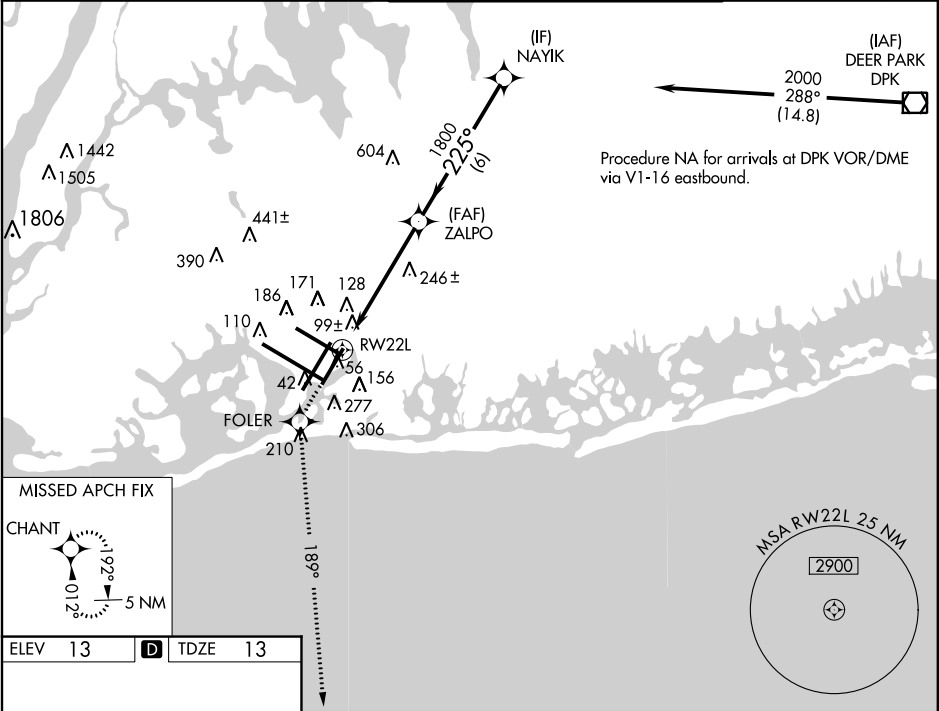 (IF)
NAYIK
(IAF)
DEER PARK
DPK
2000
288°
(14.8)
1800
225°
(6)
Procedure NA for arrivals at DPK VOR/DME
via V1-16 eastbound.
1442
1505
604
1806
441±
390
(FAF)
ZALPO
246±
171
128
186
110
99±
RW22L
56
42
156
277
FOLER
306
210
MISSED APCH FIX
CHANT
192°
012°
5 NM
189°
MSA RW22L 25 NM
2900
ELEV 13 D TDZE 13